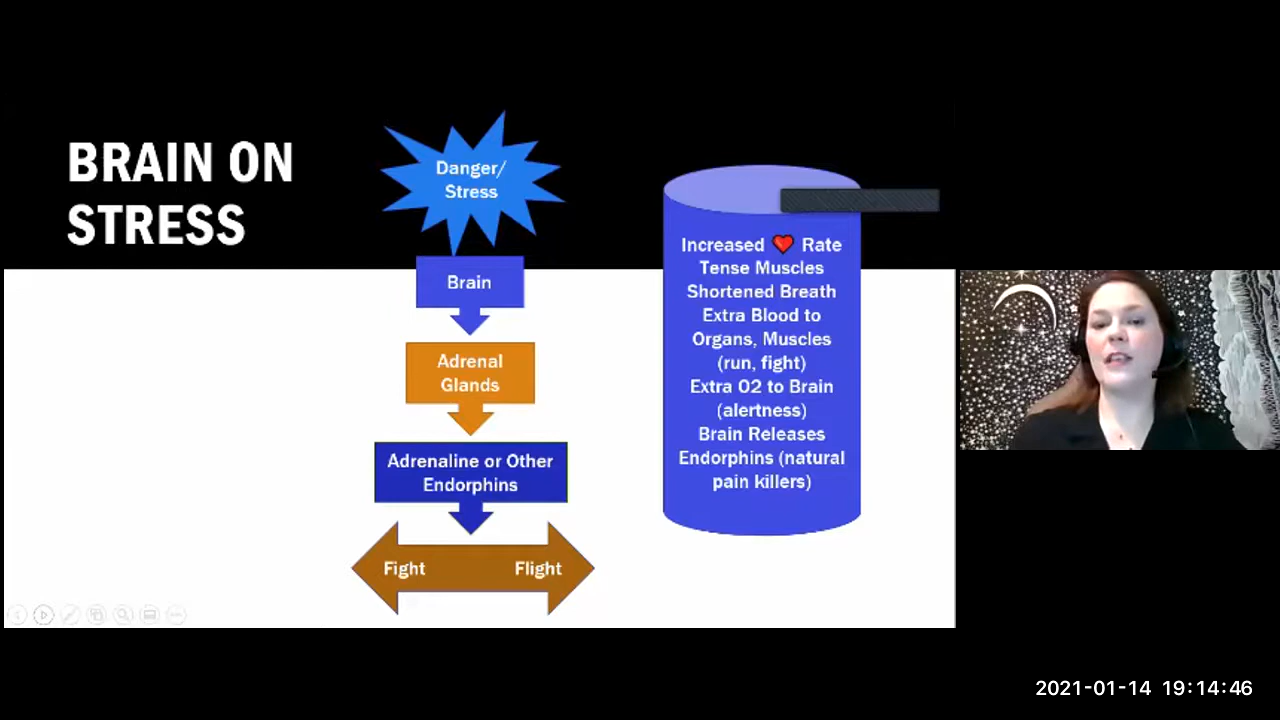 BRAIN ON
STRESS
Danger/
Stress
Brain
Adrenal
Glands
Adrenaline or Other
Endorphins
Fight Flight
Increased ❤ Rate
Tense Muscles
Shortened Breath
Extra Blood to
Organs, Muscles
(run, fight)
Extra O2 to Brain
(alertness)
Brain Releases
Endorphins (natural
pain killers)
2021-01-14 19:14:46